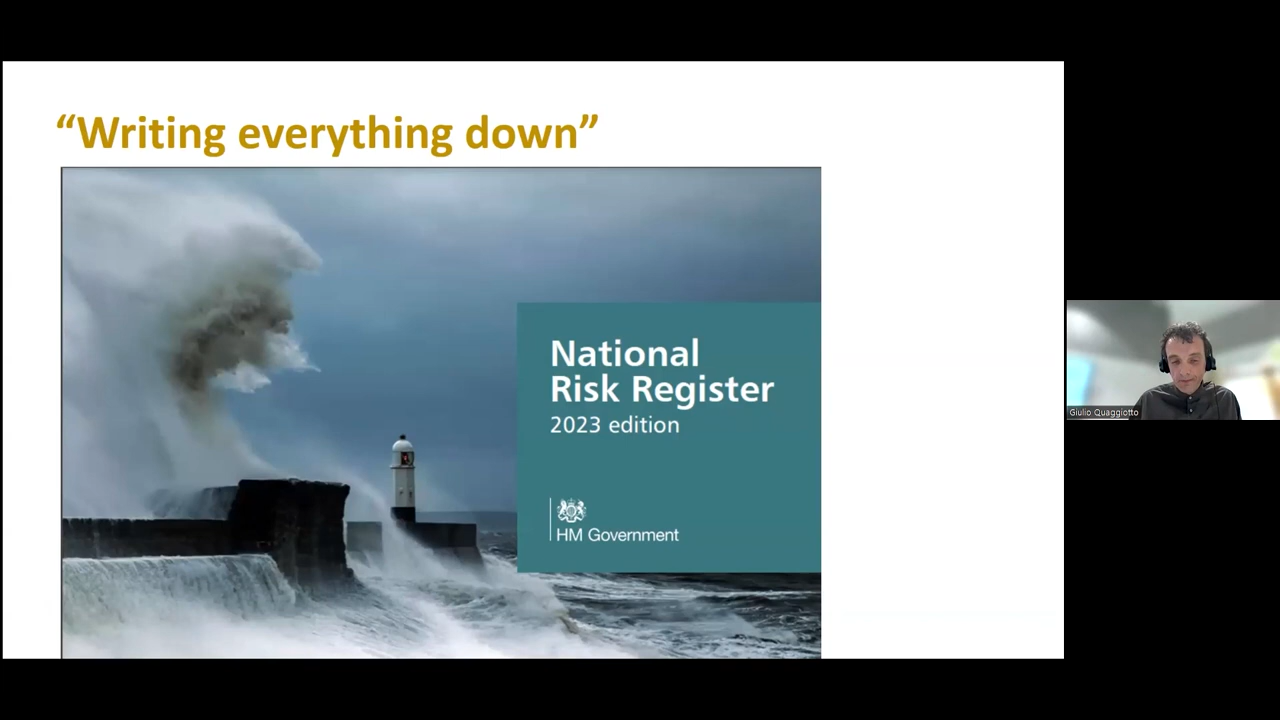 “Writing everything down”
National
Risk Register
2023 edition
HM Government
Giulio Quaggiotto